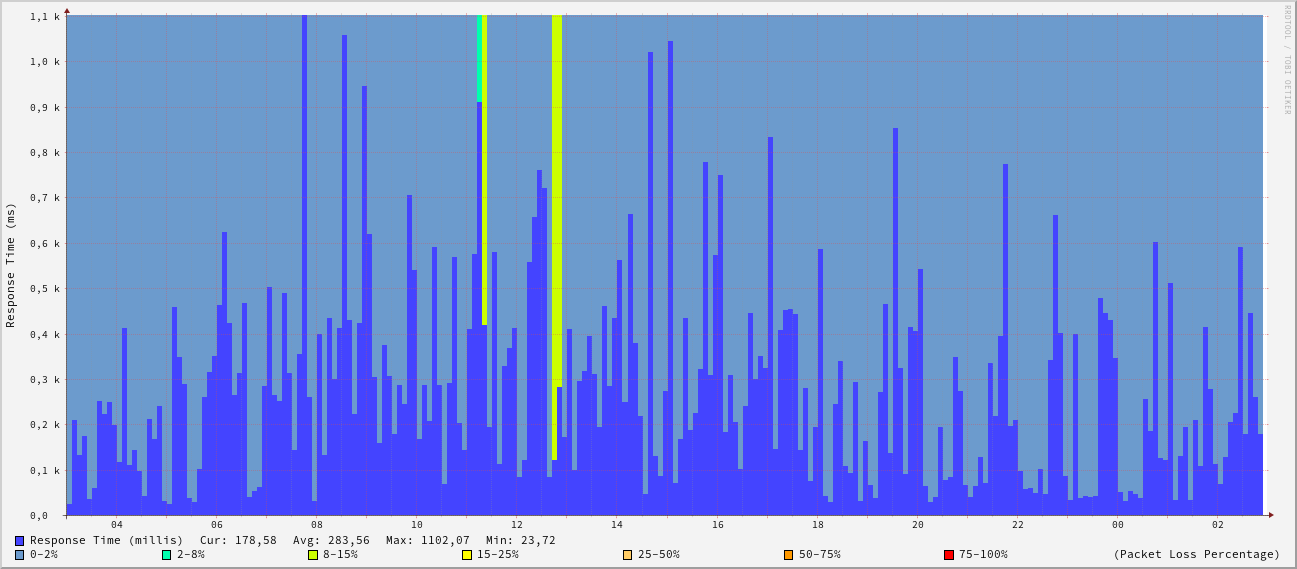 RRDTOOL / TOBI OETIKER
Response Time (ms)
1,1 k
1,0 k
0,9 k
0,8 k
0,7 k
0,6 k
0,5 k
0,4 k
0,3 k
0,2 k
0,1 k
0,0
04 06 08 10 12 14 16 18 20 22 00 02
Response Time (millis) Cur: 178,58 Avg: 283,56 Max: 1102,07 Min: 23,72
0-2% 2-8% 8-15% 15-25% 25-50% 50-75% 75-100% (Packet Loss Percentage)